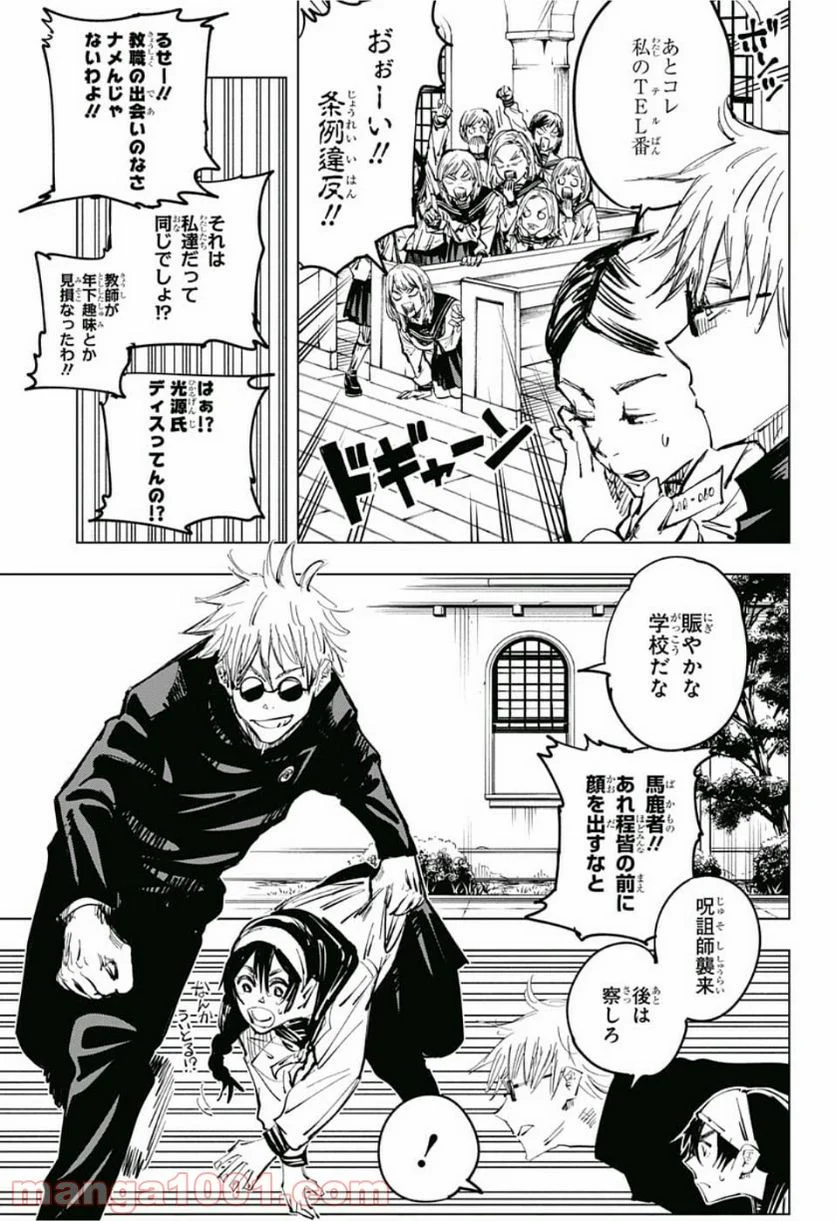 ボソッ
あとコレ
私のTEL番
おぉーい!!
条例違反!!
ドギャーン
るせー!!
教職の出会いのなさ
ナメんじゃ
ないわよ!!
それは
私達だって
同じでしょ!?
教師が
年下趣味とか
見損なったわ!!
はぁ!?
光源氏
ディスってんの!?
賑やかな
学校だな
馬鹿者!!
あれ程皆の前に
顔を出すなと
呪詛師襲来
後は
察しろ
!
なんか
ういとる!?
manga1001.com